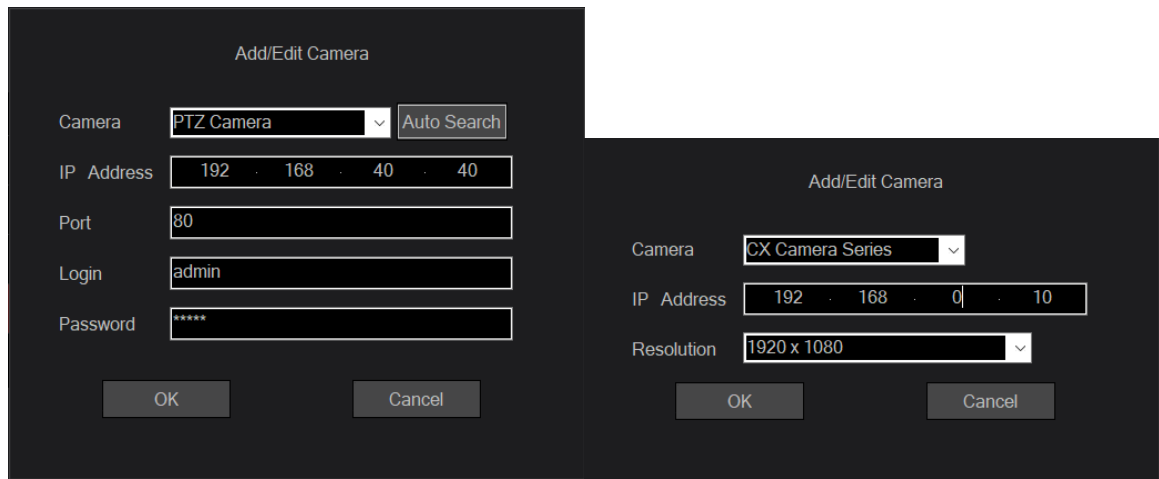 Add/Edit Camera
Camera PTZ Camera Auto Search
IP Address 192 . 168 . 40 . 40
Port 80
Login admin
Password *****
OK Cancel
Add/Edit Camera
Camera CX Camera Series
IP Address 192 . 168 . 0 . 10
Resolution 1920 x 1080
OK Cancel